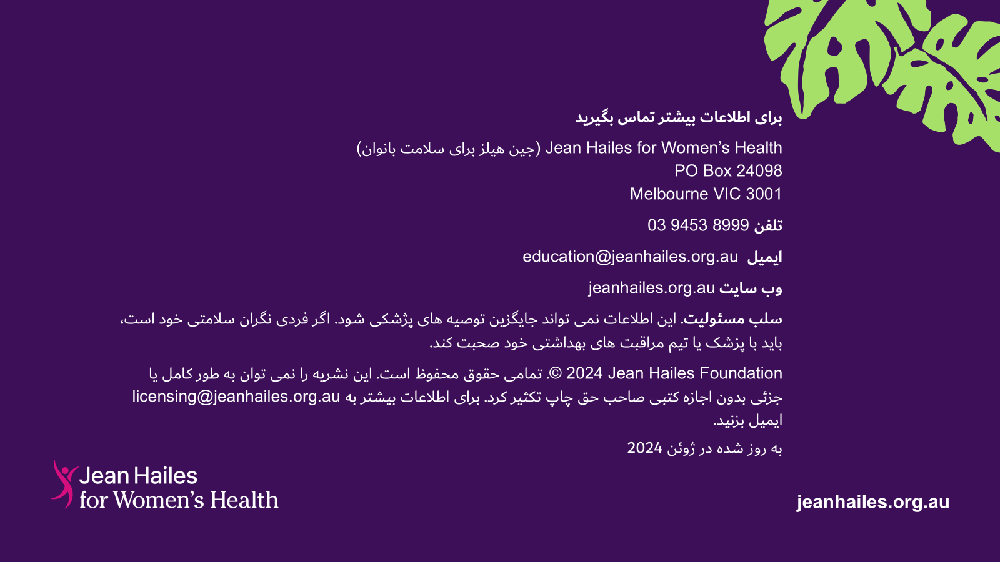 برای اطلاعات بیشتر تماس بگیرید
Jean Hailes for Women’s Health (جین هیلز برای سلامت بانوان)
PO Box 24098
Melbourne VIC 3001
تلفن 03 9453 8999
ایمیل education@jeanhailes.org.au
وب سایت jeanhailes.org.au
سلب مسئولیت. این اطلاعات نمی تواند جایگزین توصیه های پژشکی شود. اگر فردی نگران سلامتی خود است،
باید با پزشک یا تیم مراقبت های بهداشتی خود صحبت کند.
2024 Jean Hailes Foundation ©. تمامی حقوق محفوظ است. این نشریه را نمی توان به طور کامل یا
جزئی بدون اجازه کتبی صاحب حق چاپ تکثیر کرد. برای اطلاعات بیشتر به licensing@jeanhailes.org.au
ایمیل بزنید.
به روز شده در ژوئن 2024
Jean Hailes
for Women’s Health
jeanhailes.org.au